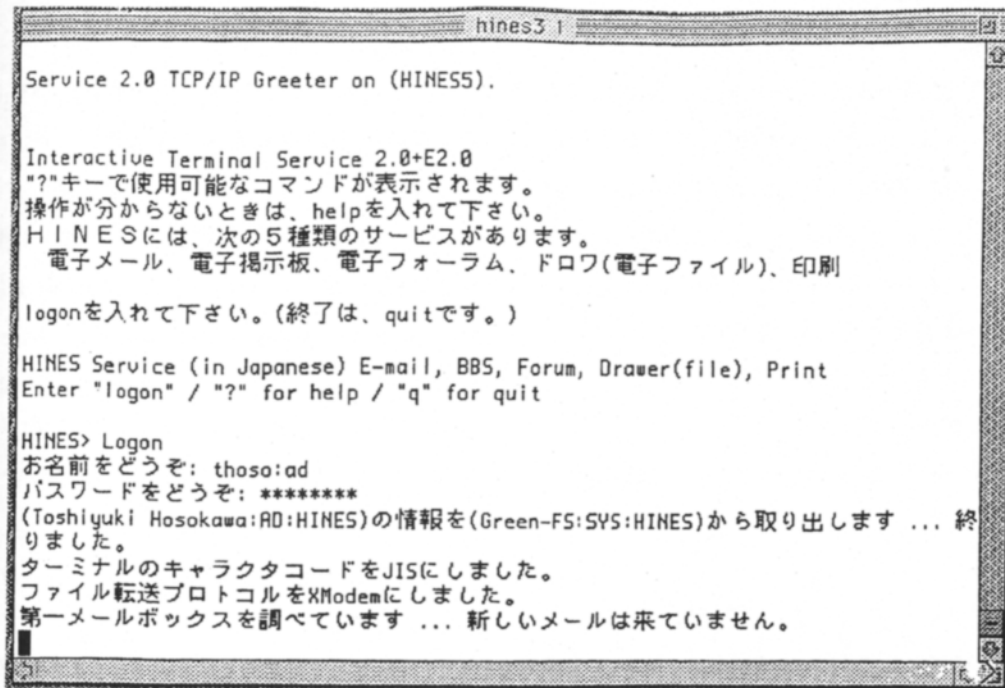 hines3 1
Service 2.0 TCP/IP Greeter on (HINES5).
Interactive Terminal Service 2.0+E2.0
"?"キーで使用可能なコマンドが表示されます。
操作が分からないときは、helpを入れて下さい。
ＨＩＮＥＳには、次の５種類のサービスがあります。
電子メール、電子掲示板、電子フォーラム、ドロワ(電子ファイル)、印刷
logonを入れて下さい。(終了は、quitです。)
HINES Service (in Japanese) E-mail, BBS, Forum, Drawer(file), Print
Enter "logon" / "?" for help / "q" for quit
HINES> Logon
お名前をどうぞ: thoso:ad
パスワードをどうぞ: ********
(Toshiyuki Hosokawa:AD:HINES)の情報を(Green-FS:SYS:HINES)から取り出します ... 終
りました。
ターミナルのキャラクタコードをJISにしました。
ファイル転送プロトコルをXModemにしました。
第一メールボックスを調べています ... 新しいメールは来ていません。